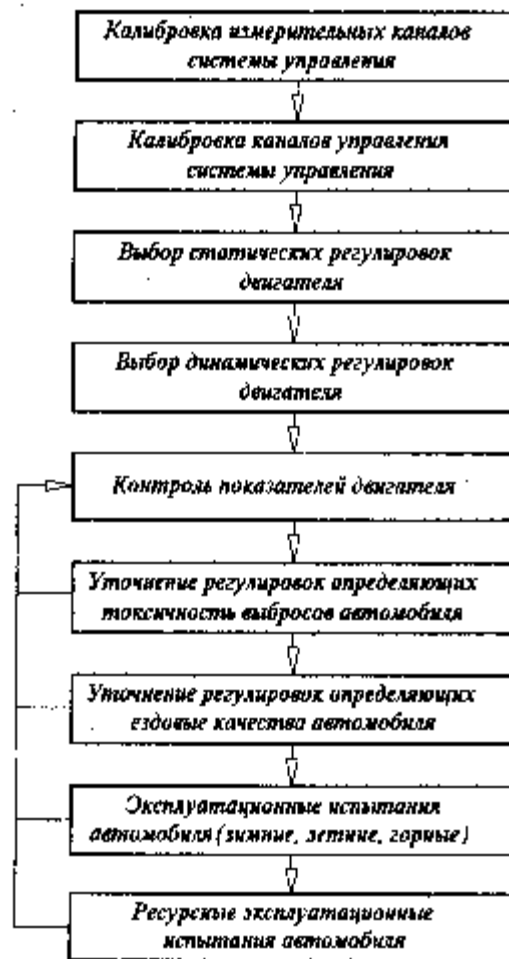 Калибровка измерительных каналов
системы управления
Калибровка каналов управления
системы управления
Выбор статических регулировок
двигателя
Выбор динамических регулировок
двигателя
Контроль показателей двигателя
Уточнение регулировок определяющих
токсичность выбросов автомобиля
Уточнение регулировок определяющих
ездовые качества автомобиля
Эксплуатационные испытания
автомобиля (зимние, летние, горные)
Ресурсные эксплуатационные
испытания автомобиля